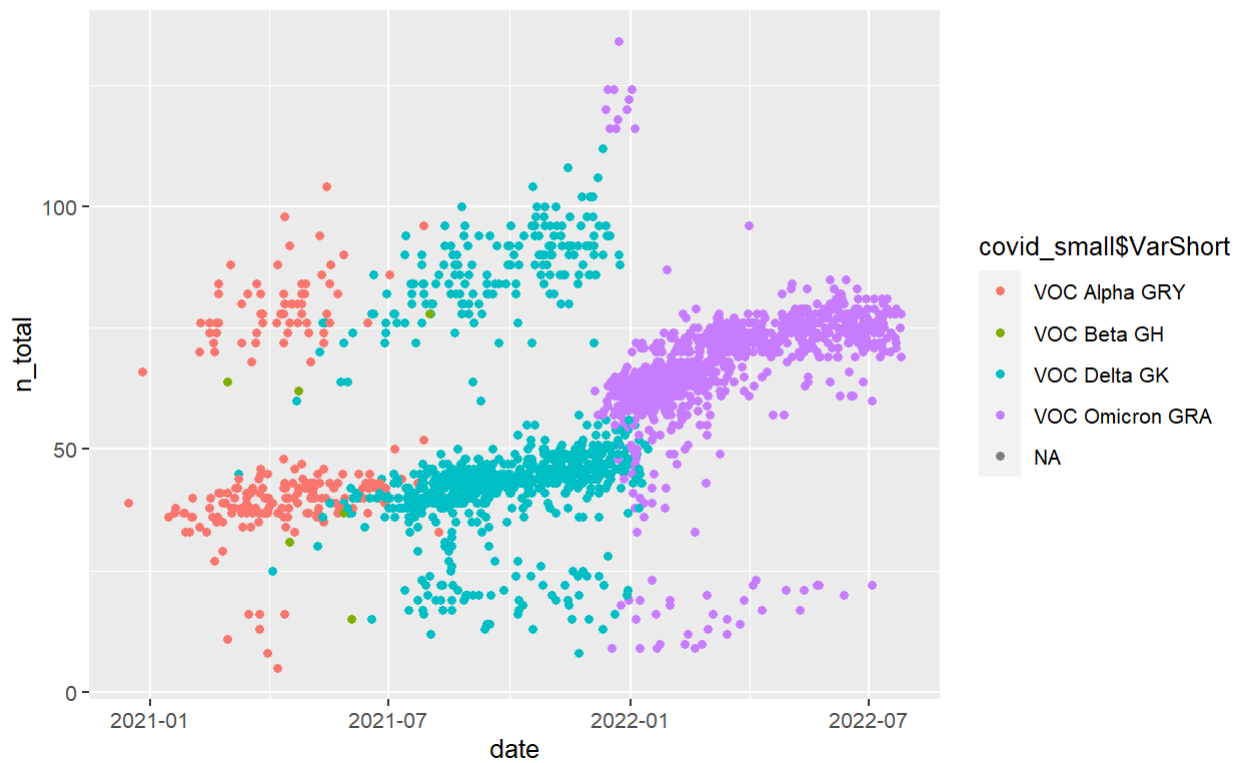 n_total
100
50
0
2021-01
2021-07
2022-01
2022-07
date
covid_small$VarShort
VOC Alpha GRY
VOC Beta GH
VOC Delta GK
VOC Omicron GRA
NA